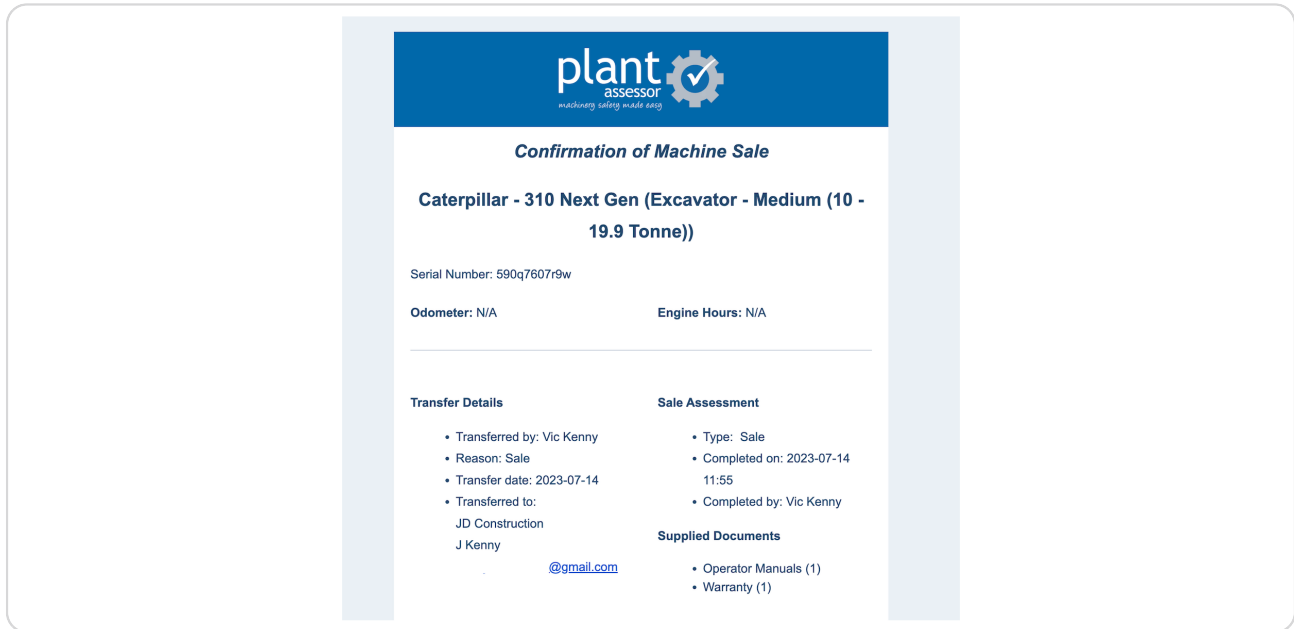 plant
assessor
machinery safety made easy
Confirmation of Machine Sale
Caterpillar - 310 Next Gen (Excavator - Medium (10 -
19.9 Tonne))
Serial Number: 590q7607r9w
Odometer: N/A
Engine Hours: N/A
Transfer Details
• Transferred by: Vic Kenny
• Reason: Sale
• Transfer date: 2023-07-14
• Transferred to:
JD Construction
J Kenny
@gmail.com
Sale Assessment
• Type: Sale
• Completed on: 2023-07-14
11:55
• Completed by: Vic Kenny
Supplied Documents
• Operator Manuals (1)
• Warranty (1)